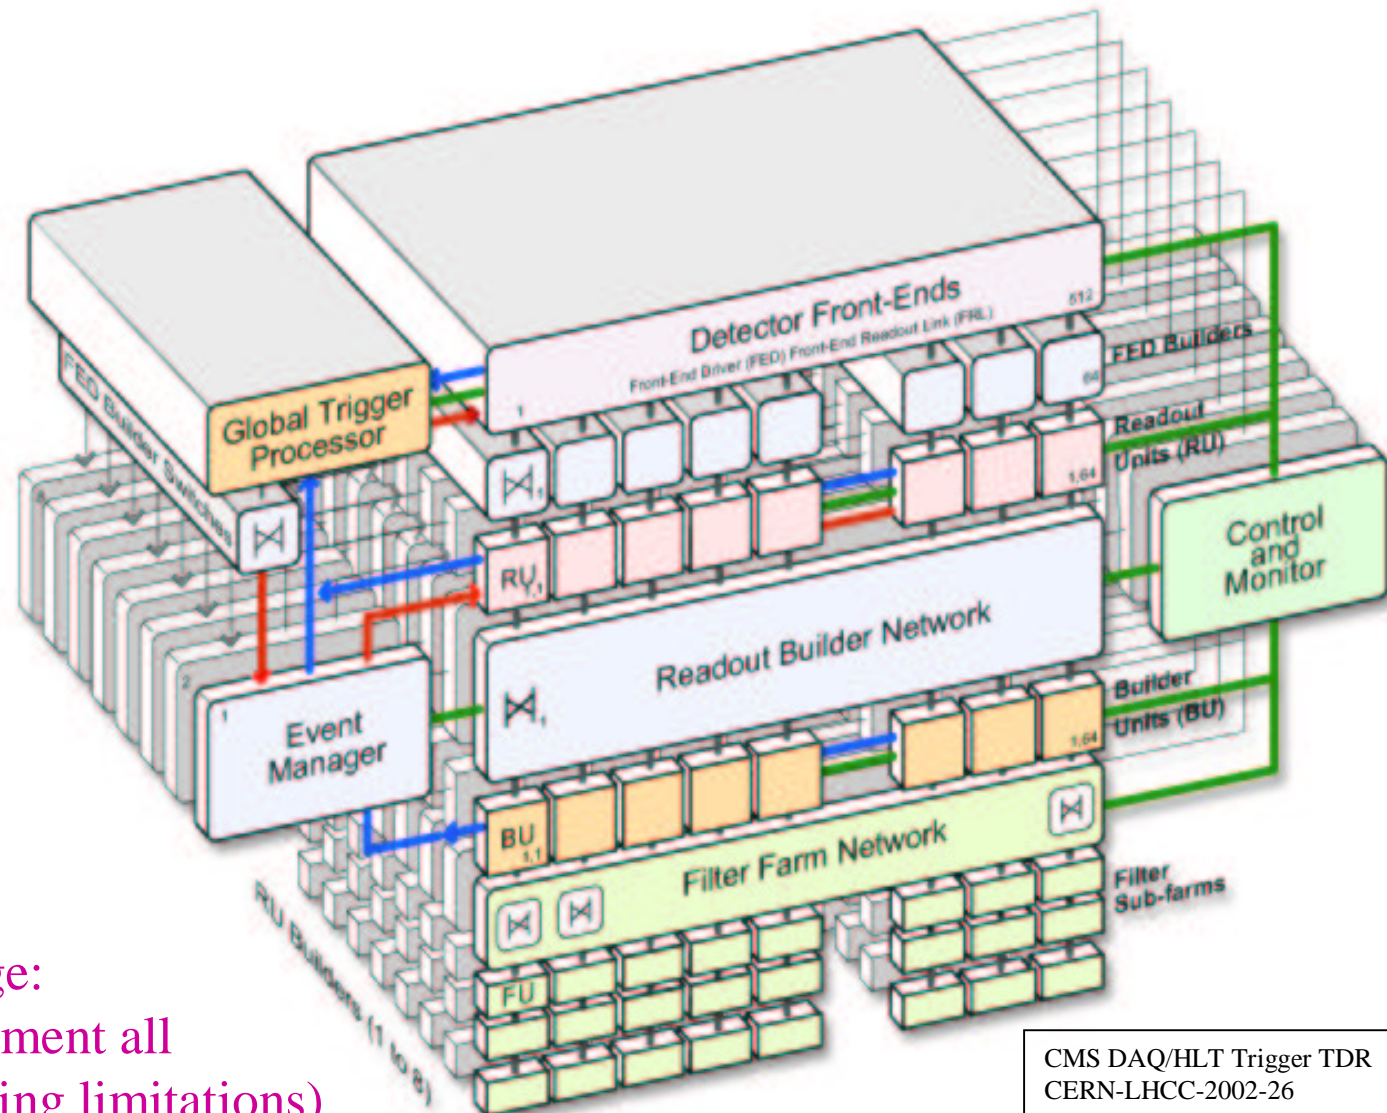 Detector Front-Ends
512
Front-End Driver (FED) Front-End Readout Link (FRL)
1
FED Builders
64
FED Builder Switches
Global Trigger
Processor
1
Readout
Units (RU)
1,64
RU
1,1
Control
and
Monitor
Readout Builder Network
1
8
2
1
Event
Manager
Builder
Units (BU)
1,64
BU
1,1
Filter Farm Network
Filter
Sub-farms
FU
RU Builders (1 to 8)
ge:
ment all
ing limitations)
CMS DAQ/HLT Trigger TDR
CERN-LHCC-2002-26